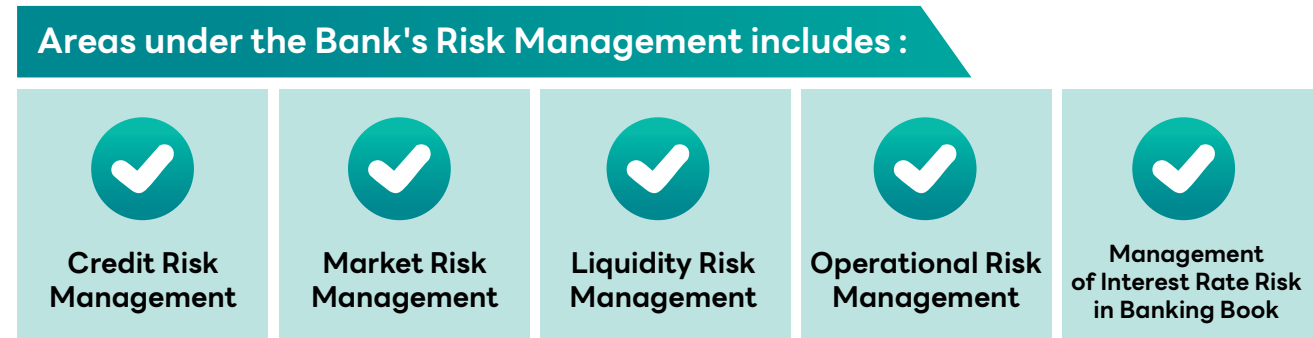 Areas under the Bank's Risk Management includes :
Credit Risk
Management
Market Risk
Management
Liquidity Risk
Management
Operational Risk
Management
Management
of Interest Rate Risk
in Banking Book